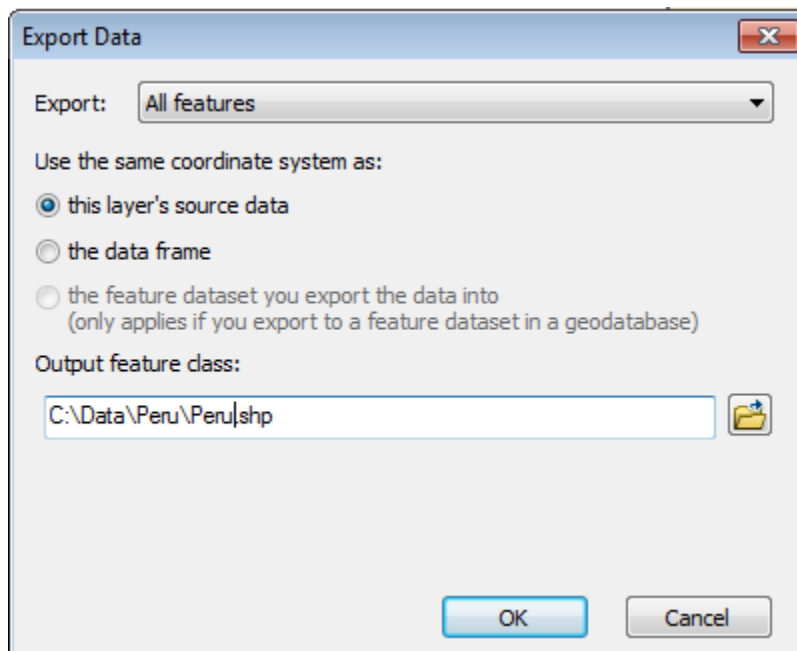 Export Data
Export: All features
Use the same coordinate system as:
this layer's source data
the data frame
the feature dataset you export the data into
(only applies if you export to a feature dataset in a geodatabase)
Output feature class:
C:\Data\Peru\Peru.shp
OK Cancel